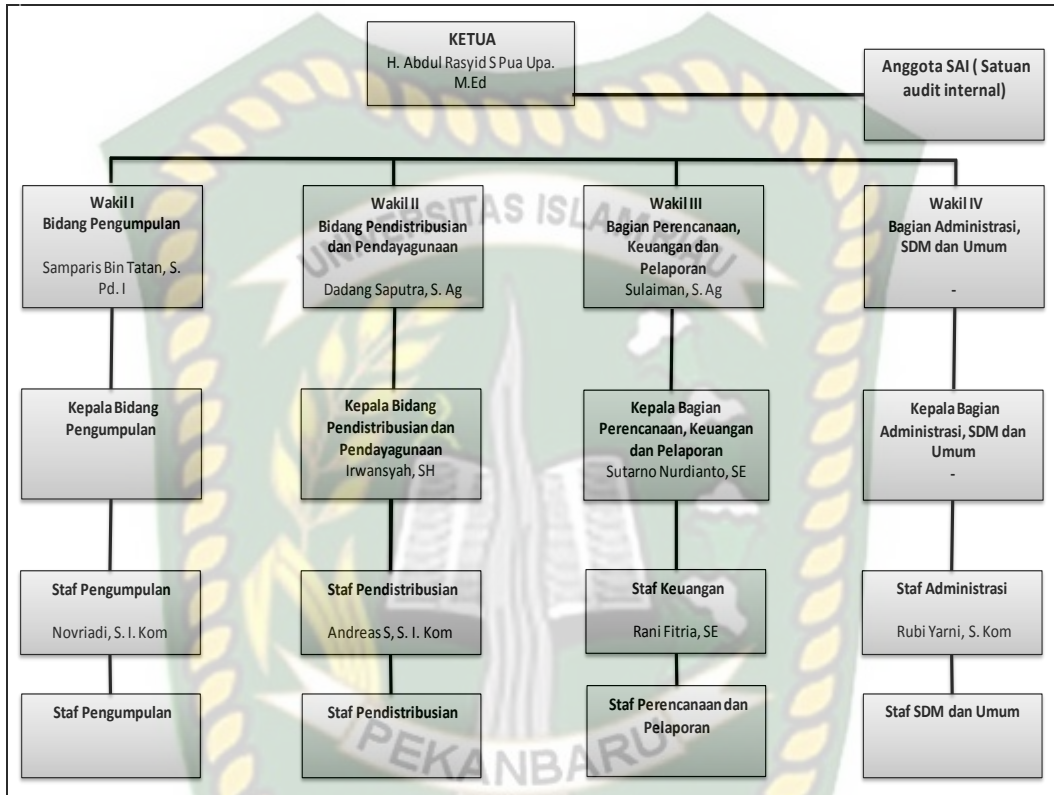 KETUA
H. Abdul Rasyid S Pua Upa.
M.Ed
Anggota SAI ( Satuan
audit internal)
Wakil I
Bidang Pengumpulan
Samparis Bin Tatan, S.
Pd. I
Wakil II
Bidang Pendistribusian
dan Pendayagunaan
Dadang Saputra, S. Ag
Wakil III
Bagian Perencanaan,
Keuangan dan
Pelaporan
Sulaiman, S. Ag
Wakil IV
Bagian Administrasi,
SDM dan Umum
-
UNIVERSITAS ISLAM RIAU
Kepala Bidang
Pengumpulan
Kepala Bidang
Pendistribusian dan
Pendayagunaan
Irwansyah, SH
Kepala Bagian
Perencanaan, Keuangan
dan Pelaporan
Sutarno Nurdianto, SE
Kepala Bagian
Administrasi, SDM dan
Umum
-
Staf Pengumpulan
Novriadi, S. I. Kom
Staf Pendistribusian
Andreas S, S. I. Kom
Staf Keuangan
Rani Fitria, SE
Staf Administrasi
Rubi Yarni, S. Kom
Staf Pengumpulan
Staf Pendistribusian
Staf Perencanaan dan
Pelaporan
Staf SDM dan Umum
PEKANBARU